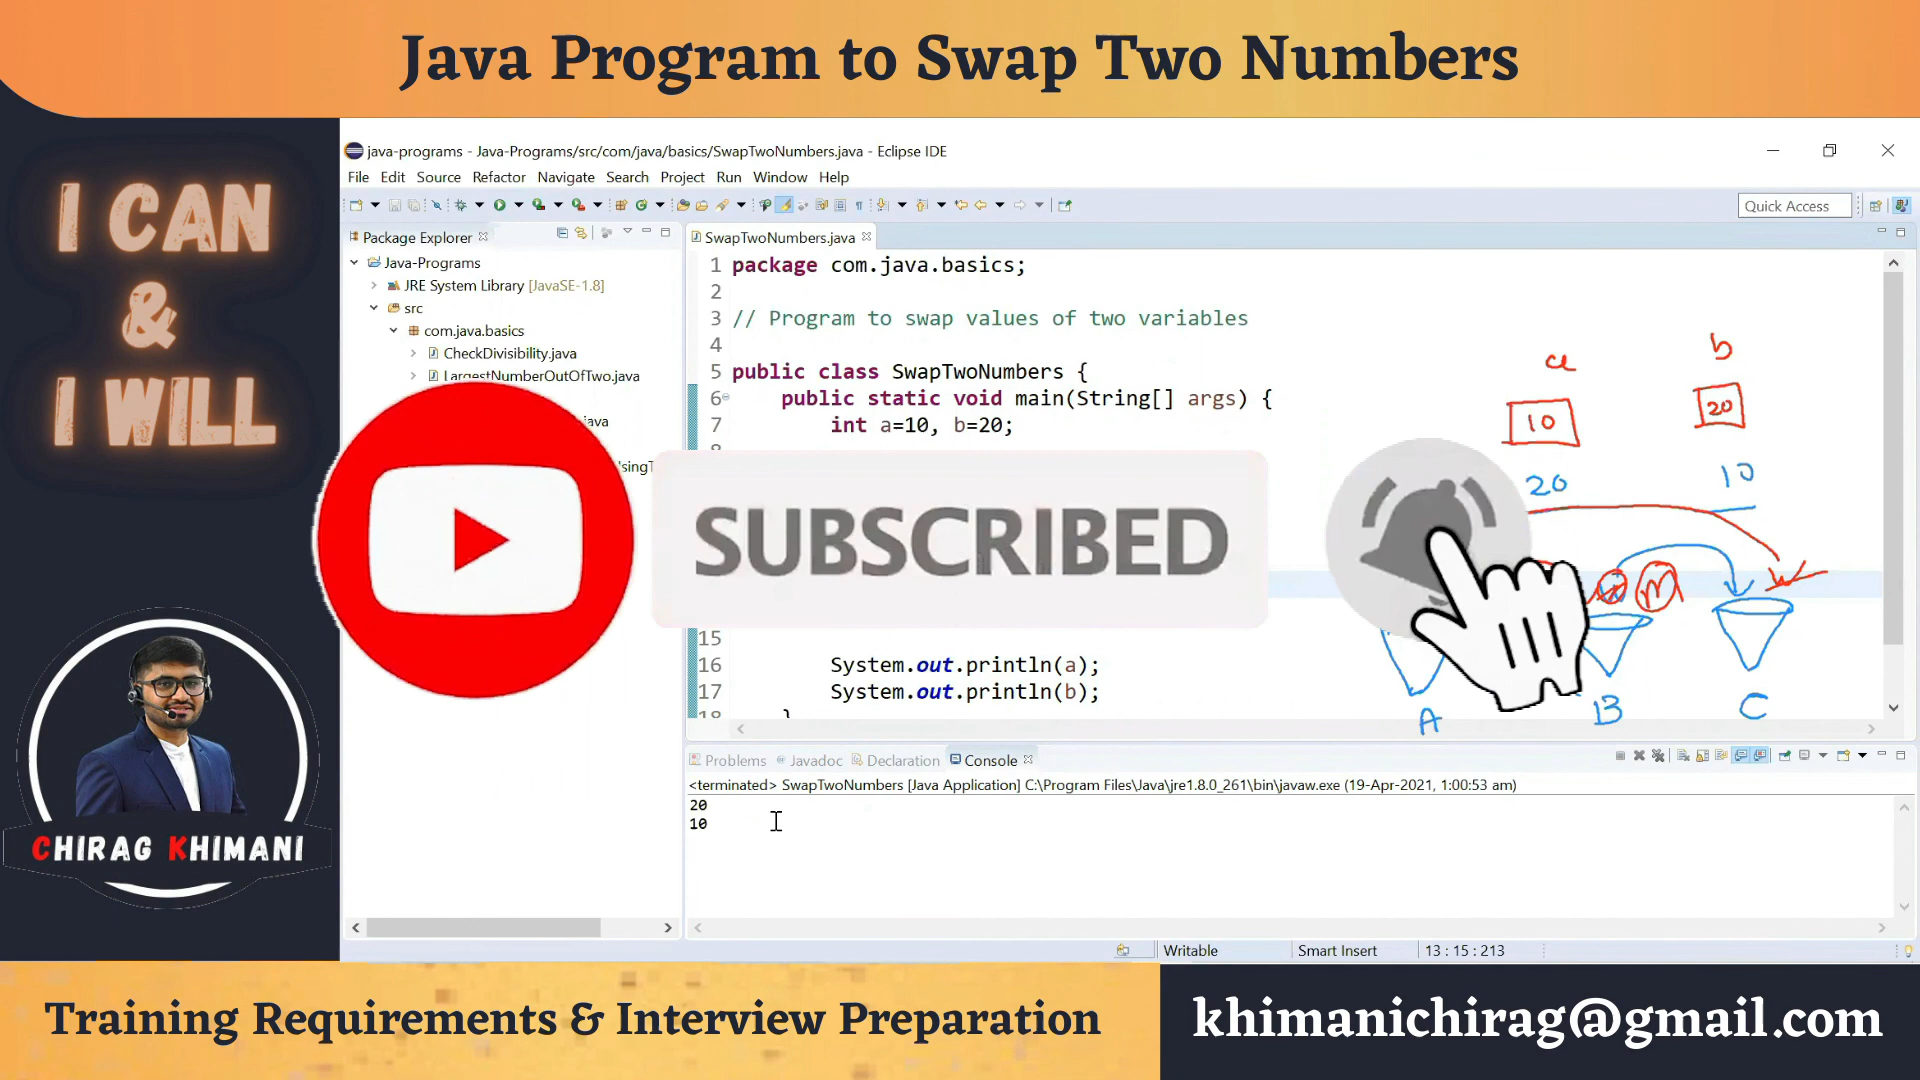 Java Program to Swap Two Numbers
I CAN
&
I WILL
CHIRAG KHIMANI
java-programs - Java-Programs/src/com/java/basics/SwapTwoNumbers.java - Eclipse IDE
File Edit Source Refactor Navigate Search Project Run Window Help
Quick Access
Package Explorer
Java-Programs
JRE System Library [JavaSE-1.8]
src
com.java.basics
CheckDivisibility.java
LargestNumberOutOfTwo.java
java
SwapTwoNumbers.java
1 package com.java.basics;
2
3 // Program to swap values of two variables
4
5 public class SwapTwoNumbers {
6 public static void main(String[] args) {
7 int a=10, b=20;
15
16 System.out.println(a);
17 System.out.println(b);
18 }
a b
10 20
20 10
M
A B C
SUBSCRIBED
Problems Javadoc Declaration Console
<terminated> SwapTwoNumbers [Java Application] C:\Program Files\Java\jre1.8.0_261\bin\javaw.exe (19-Apr-2021, 1:00:53 am)
20
10
Writable Smart Insert 13 : 15 : 213
Training Requirements & Interview Preparation
khimanichirag@gmail.com